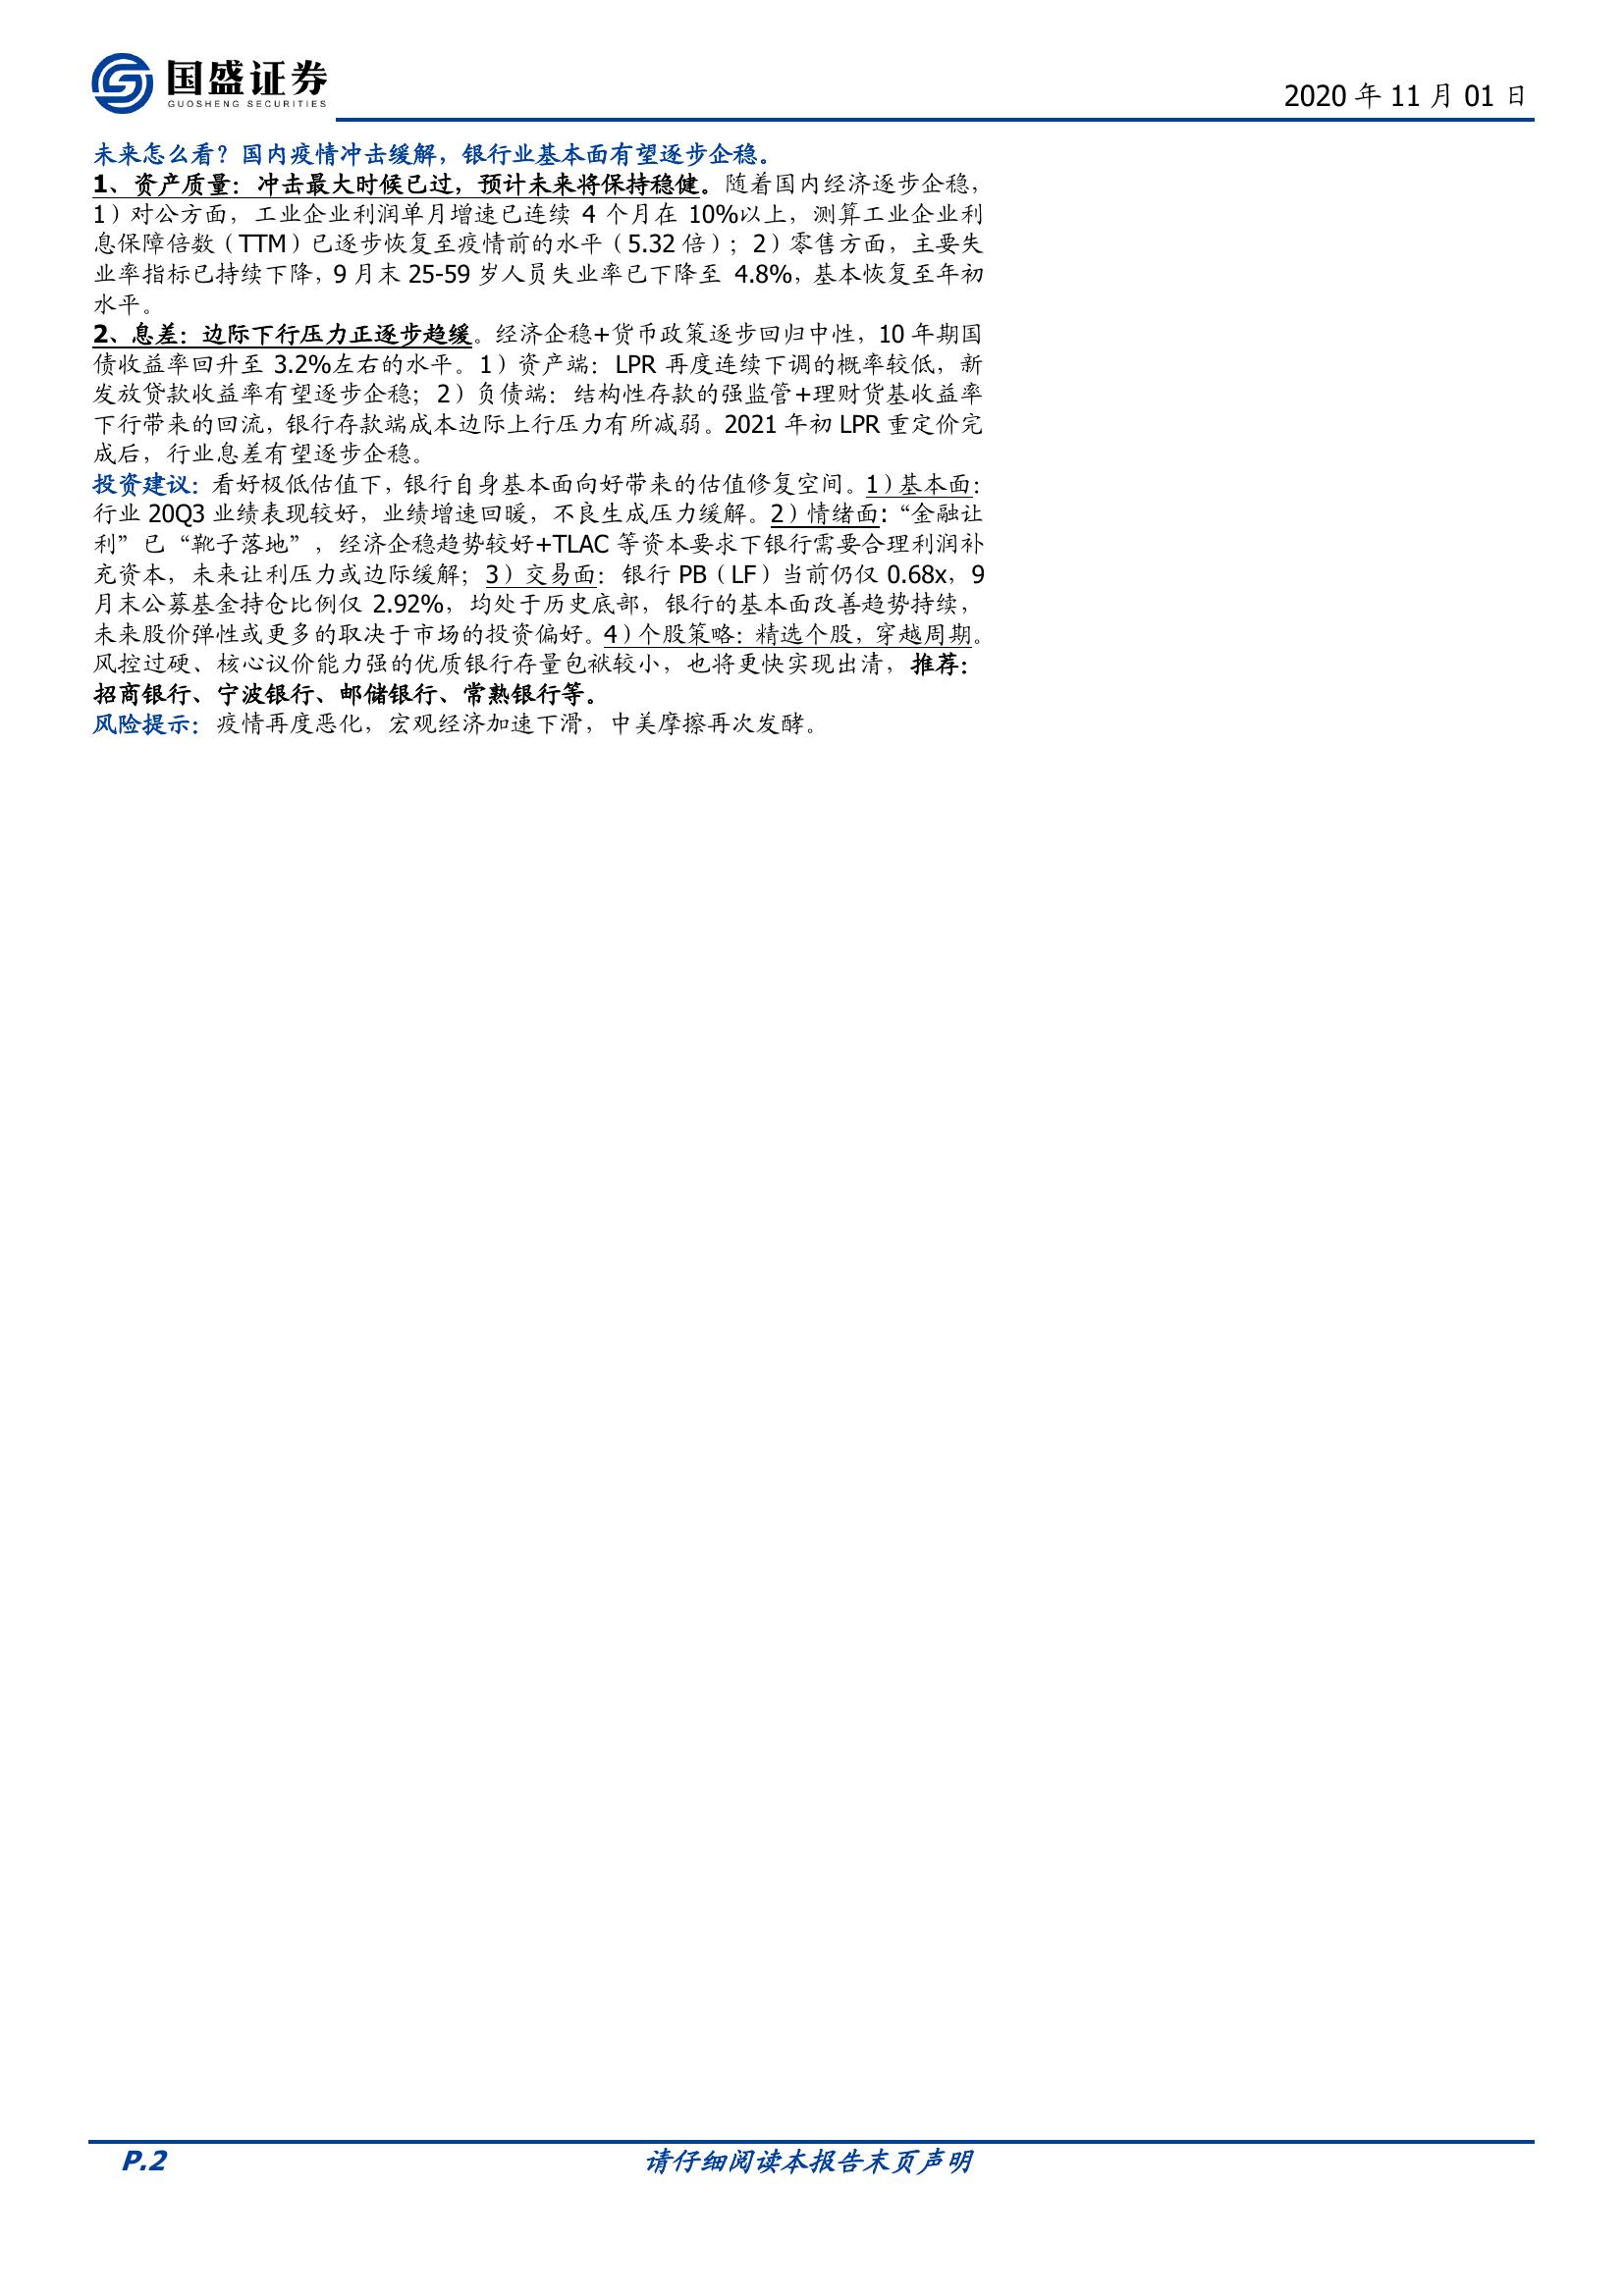 国盛证券
GUOSHENG SECURITIES
2020 年 11 月 01 日
未来怎么看？国内疫情冲击缓解，银行业基本面有望逐步企稳。
1、资产质量：冲击最大时候已过，预计未来将保持稳健。随着国内经济逐步企稳，
1）对公方面，工业企业利润单月增速已连续 4 个月在 10%以上，测算工业企业利
息保障倍数（TTM）已逐步恢复至疫情前的水平（5.32 倍）；2）零售方面，主要失
业率指标已持续下降，9 月末 25-59 岁人员失业率已下降至 4.8%，基本恢复至年初
水平。
2、息差：边际下行压力正逐步趋缓。经济企稳+货币政策逐步回归中性，10 年期国
债收益率回升至 3.2%左右的水平。1）资产端：LPR 再度连续下调的概率较低，新
发放贷款收益率有望逐步企稳；2）负债端：结构性存款的强监管+理财货基收益率
下行带来的回流，银行存款端成本边际上行压力有所减弱。2021 年初 LPR 重定价完
成后，行业息差有望逐步企稳。
投资建议：看好极低估值下，银行自身基本面向好带来的估值修复空间。1）基本面：
行业 20Q3 业绩表现较好，业绩增速回暖，不良生成压力缓解。2）情绪面:“金融让
利”已“靴子落地”，经济企稳趋势较好+TLAC 等资本要求下银行需要合理利润补
充资本，未来让利压力或边际缓解；3）交易面：银行 PB（LF）当前仍仅 0.68x，9
月末公募基金持仓比例仅 2.92%，均处于历史底部，银行的基本面改善趋势持续，
未来股价弹性或更多的取决于市场的投资偏好。4）个股策略：精选个股，穿越周期。
风控过硬、核心议价能力强的优质银行存量包袱较小，也将更快实现出清，推荐：
招商银行、宁波银行、邮储银行、常熟银行等。
风险提示：疫情再度恶化，宏观经济加速下滑，中美摩擦再次发酵。
P.2
请仔细阅读本报告末页声明